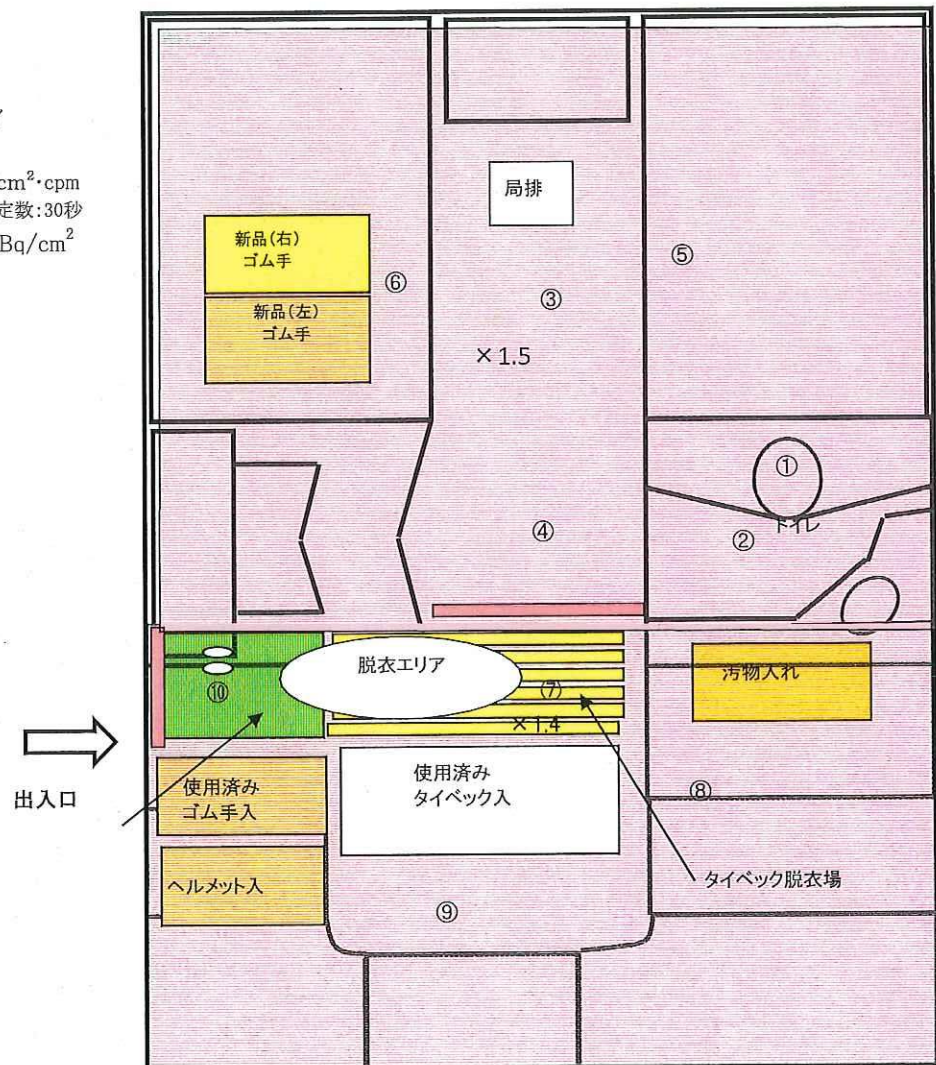 cm²･cpm
定数:30秒
Bq/cm²
局排
新品(右)
ゴム手
新品(左)
ゴム手
⑥
③
⑤
×1.5
①
トイレ
④
②
脱衣エリア
⑩
⑦
×1.4
汚物入れ
出入口
使用済み
ゴム手入
使用済み
タイベック入
⑧
ヘルメット入
タイベック脱衣場
⑨